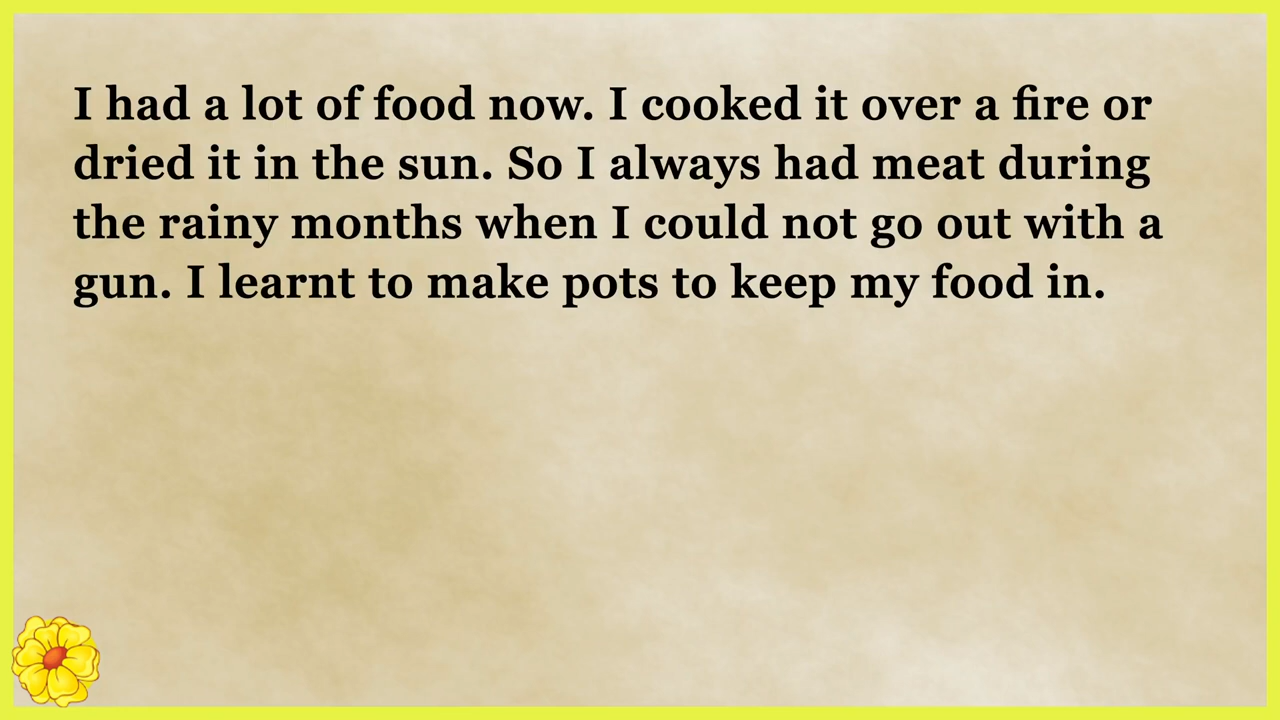 I had a lot of food now. I cooked it over a fire or
dried it in the sun. So I always had meat during
the rainy months when I could not go out with a
gun. I learnt to make pots to keep my food in.